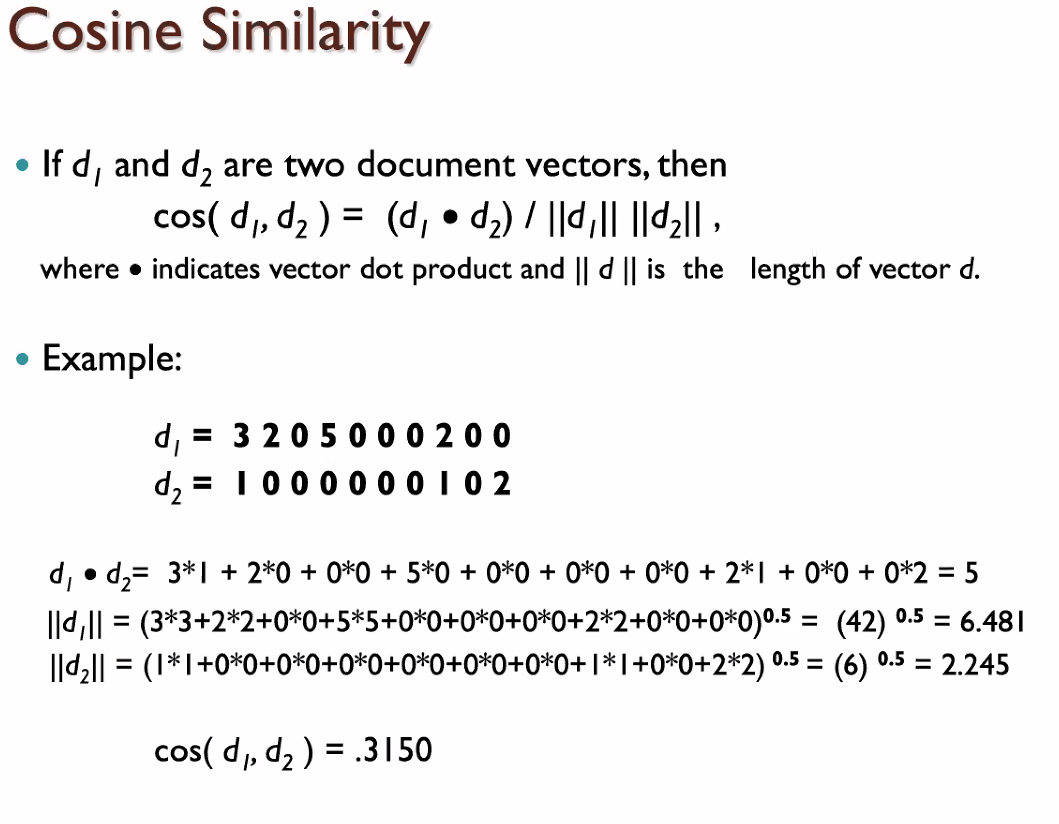 Cosine Similarity
• If d1 and d2 are two document vectors, then
cos( d1, d2 ) = (d1 • d2) / ||d1|| ||d2|| ,
where • indicates vector dot product and || d || is the length of vector d.
• Example:
d1 = 3 2 0 5 0 0 0 2 0 0
d2 = 1 0 0 0 0 0 0 1 0 2
d1 • d2= 3*1 + 2*0 + 0*0 + 5*0 + 0*0 + 0*0 + 0*0 + 2*1 + 0*0 + 0*2 = 5
||d1|| = (3*3+2*2+0*0+5*5+0*0+0*0+0*0+2*2+0*0+0*0)0.5 = (42) 0.5 = 6.481
||d2|| = (1*1+0*0+0*0+0*0+0*0+0*0+0*0+1*1+0*0+2*2) 0.5 = (6) 0.5 = 2.245
cos( d1, d2 ) = .3150